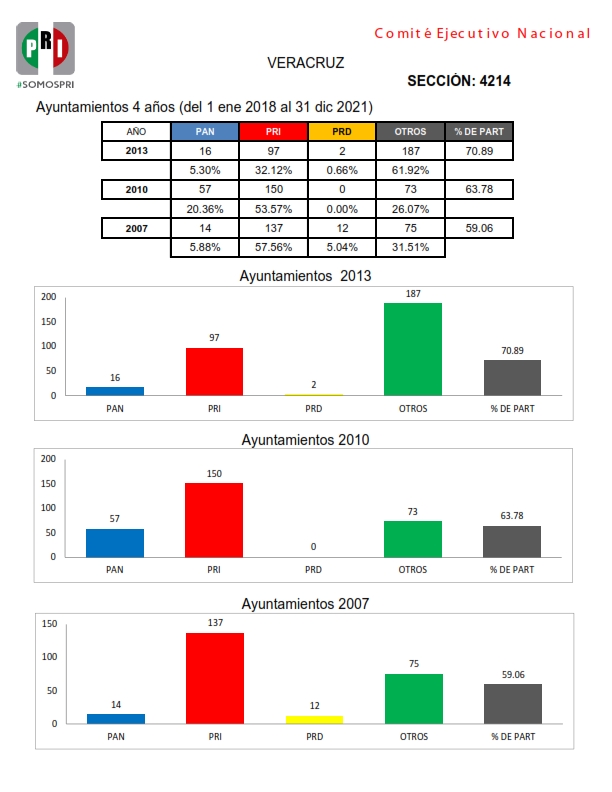 Comité Ejecutivo Nacional
PRI
#SOMOSPRI
VERACRUZ
SECCIÓN: 4214
Ayuntamientos 4 años (del 1 ene 2018 al 31 dic 2021)
AÑO PAN PRI PRD OTROS % DE PART
2013 16 97 2 187 70.89
5.30% 32.12% 0.66% 61.92%
2010 57 150 0 73 63.78
20.36% 53.57% 0.00% 26.07%
2007 14 137 12 75 59.06
5.88% 57.56% 5.04% 31.51%
Ayuntamientos 2013
200
150
100
50
0
16 97 2 187 70.89
PAN PRI PRD OTROS % DE PART
Ayuntamientos 2010
200
150
100
50
0
57 150 0 73 63.78
PAN PRI PRD OTROS % DE PART
Ayuntamientos 2007
150
100
50
0
14 137 12 75 59.06
PAN PRI PRD OTROS % DE PART